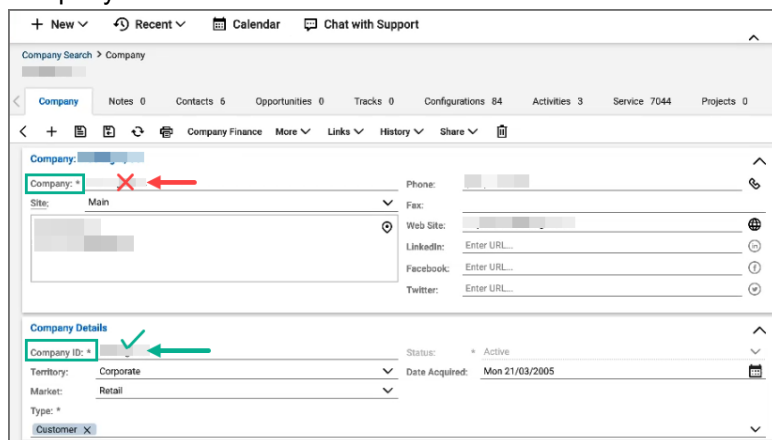 + New Recent Calendar Chat with Support
Company Search > Company
Company Notes 0 Contacts 6 Opportunities 0 Tracks 0 Configurations 84 Activities 3 Service 7044 Projects 0
Company Finance More Links History Share
Company:
Company: *
Phone:
Site: Main
Fax:
Web Site:
LinkedIn: Enter URL...
Facebook: Enter URL...
Twitter: Enter URL...
Company Details
Company ID: *
Status: * Active
Territory: Corporate
Date Acquired: Mon 21/03/2005
Market: Retail
Type: *
Customer X